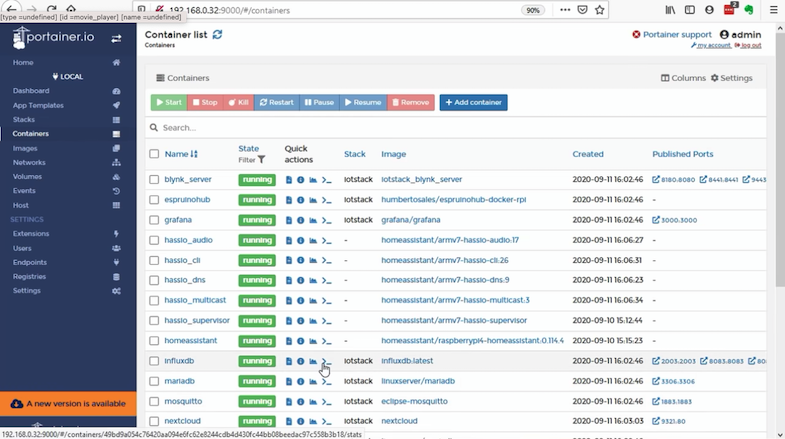 192.168.0.32:9000/#/containers
90%
2
[type =undefined] [id =movie_player] [name =undefined]
portainer.io
Container list
Containers
Portainer support
admin
my account
log out
Home
LOCAL
Dashboard
App Templates
Stacks
Containers
Images
Networks
Volumes
Events
Host
SETTINGS
Extensions
Users
Endpoints
Registries
Settings
A new version is available
portainer.io
Containers
Columns Settings
Start Stop Kill Restart Pause Resume Remove + Add container
Search...
Name State Filter Quick actions Stack Image Created Published Ports
blynk_server running iotstack iotstack_blynk_server 2020-09-11 16:02:46 8180:8080 8441:8441 9443
espruinohub running iotstack humbertosales/espruinohub-docker-rpi 2020-09-11 16:02:46 -
grafana running iotstack grafana/grafana 2020-09-11 16:02:46 3000:3000
hassio_audio running - homeassistant/armv7-hassio-audio:17 2020-09-11 16:06:27 -
hassio_cli running - homeassistant/armv7-hassio-cli:26 2020-09-11 16:06:31 -
hassio_dns running - homeassistant/armv7-hassio-dns:9 2020-09-11 16:06:23 -
hassio_multicast running - homeassistant/armv7-hassio-multicast:3 2020-09-11 16:06:34 -
hassio_supervisor running - homeassistant/armv7-hassio-supervisor 2020-09-10 15:12:44 -
homeassistant running - homeassistant/raspberrypi4-homeassistant:0.114.4 2020-09-10 15:15:23 -
influxdb running iotstack influxdb:latest 2020-09-11 16:02:46 2003:2003 8083:8083 80
mariadb running iotstack linuxserver/mariadb 2020-09-11 16:02:46 3306:3306
mosquitto running iotstack eclipse-mosquitto 2020-09-11 16:02:46 1883:1883
nextcloud running iotstack nextcloud 2020-09-11 16:03:03 9321:80
192.168.0.32:9000/#/containers/49bd9a054c76420aa094e6fc62e8244cdb4d430fc44bb08beedac97c558b3b18/stats